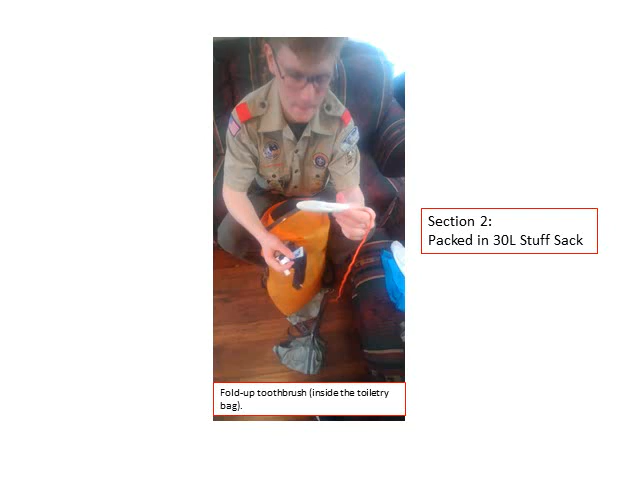 Section 2:
Packed in 30L Stuff Sack
Fold-up toothbrush (inside the toiletry
bag).